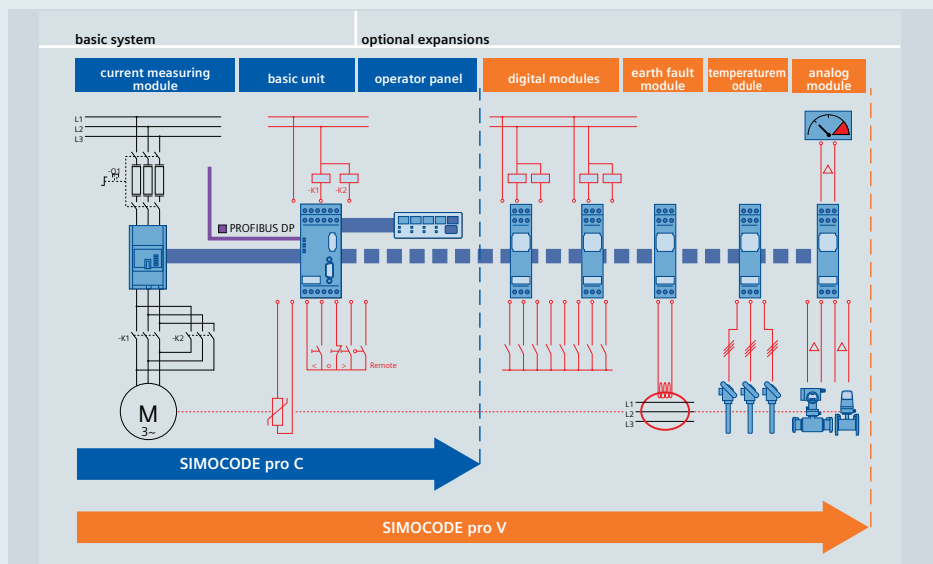 basic system
optional expansions
current measuring
module
basic unit
operator panel
digital modules
earth fault
module
temperaturem
odule
analog
module
L1
L2
L3
-Q1
-K1
-K2
PROFIBUS DP
-K1
-K2
< o >
Remote
M
3~
L1
L2
L3
SIMOCODE pro C
SIMOCODE pro V